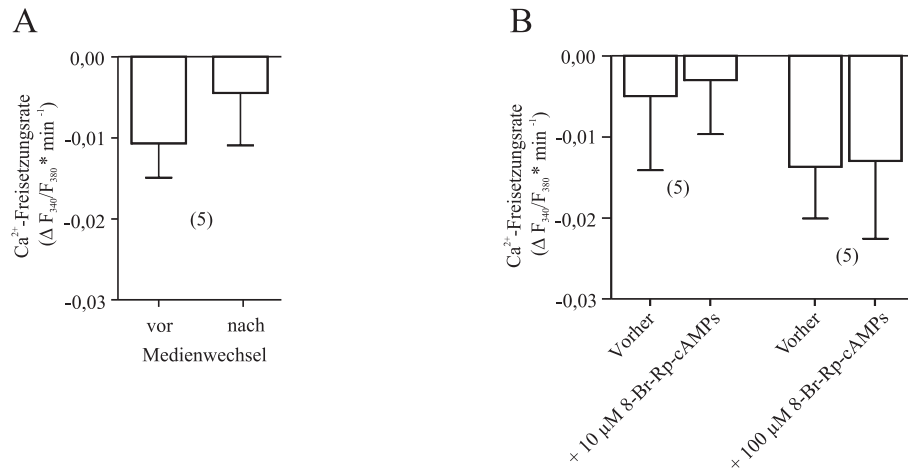 A
Ca²⁺-Freisetzungsrate
(Δ F₃₄₀/F₃₈₀ * min⁻¹)
0,00
-0,01
-0,02
-0,03
(5)
vor nach
Medienwechsel
B
Ca²⁺-Freisetzungsrate
(Δ F₃₄₀/F₃₈₀ * min⁻¹)
0,00
-0,01
-0,02
-0,03
(5)
(5)
Vorher
+ 10 µM 8-Br-Rp-cAMPs
Vorher
+ 100 µM 8-Br-Rp-cAMPs